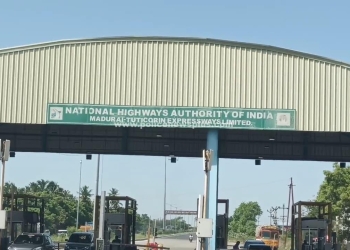 NATIONAL HIGHWAYS AUTHORITY OF INDIA
MADURAI-TUTICORIN EXPRESSWAYS LIMITED